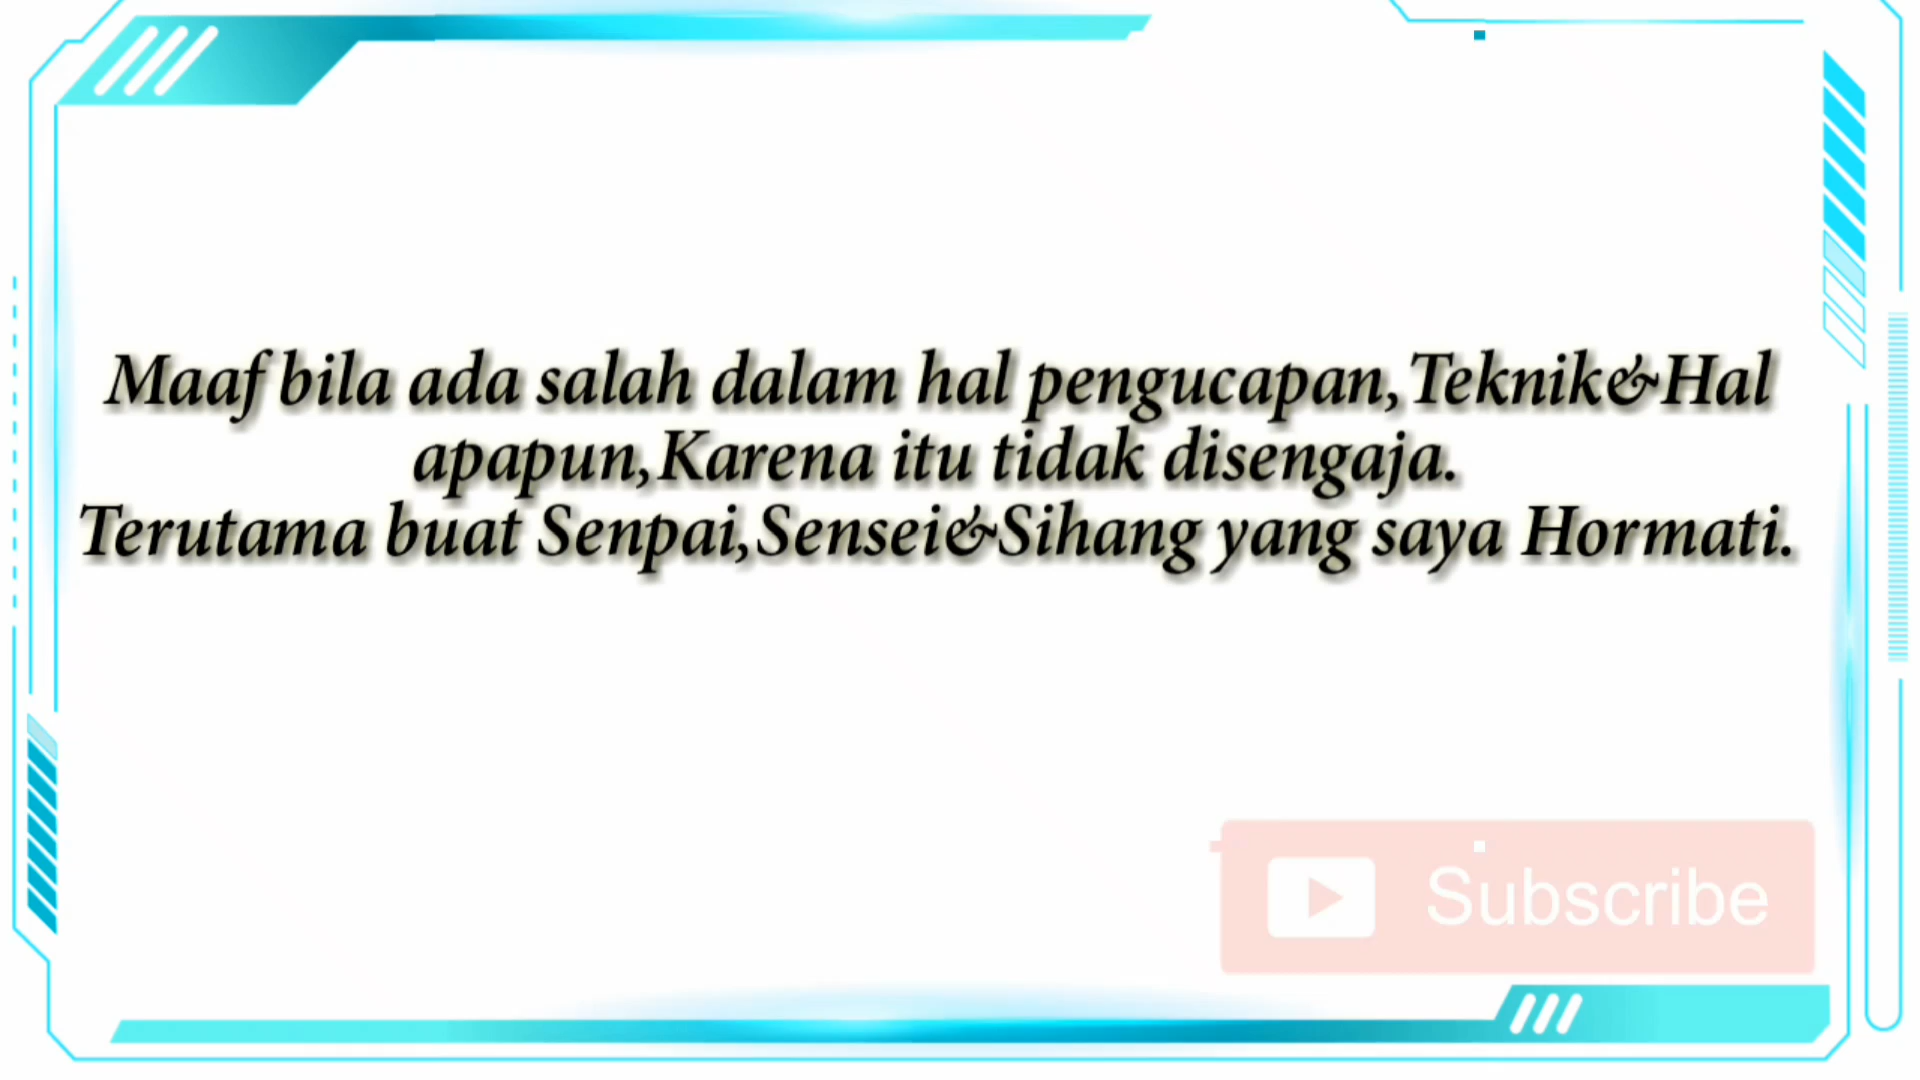 Maaf bila ada salah dalam hal pengucapan,Teknik&Hal
apapun,Karena itu tidak disengaja.
Terutama buat Senpai,Sensei&Sihang yang saya Hormati.
Subscribe